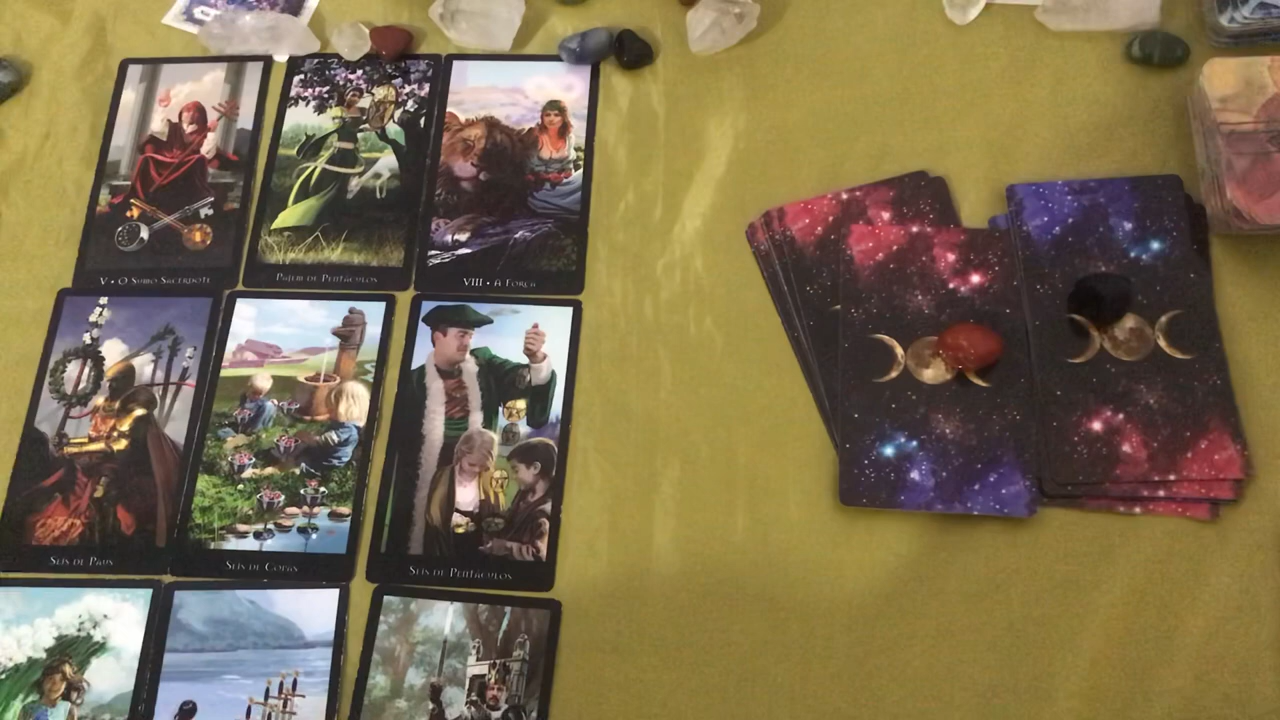 V • O Sumo Sacerdote
Pajem de Pentáculos
VIII • A Força
Seis de Paus
Seis de Copas
Seis de Pentáculos